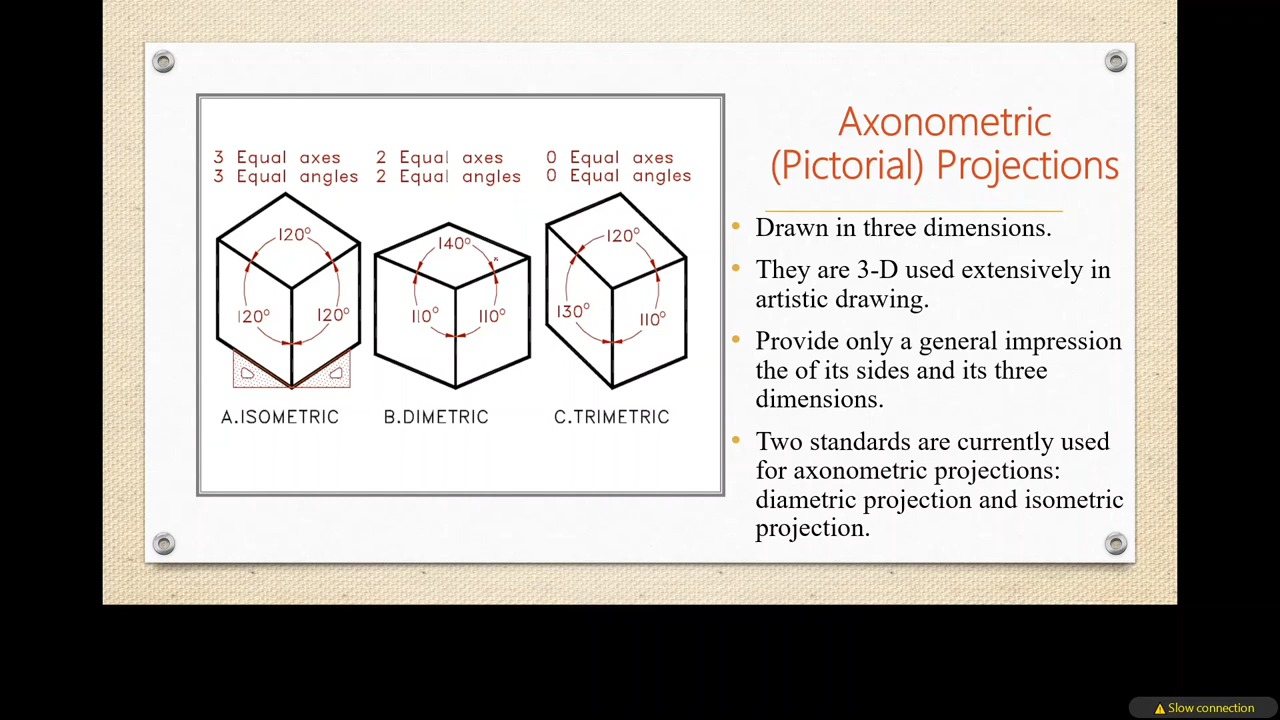 Axonometric
(Pictorial) Projections
3 Equal axes
3 Equal angles
2 Equal axes
2 Equal angles
0 Equal axes
0 Equal angles
120°
120°
120°
140°
110°
110°
120°
130°
110°
A.ISOMETRIC
B.DIMETRIC
C.TRIMETRIC
• Drawn in three dimensions.
• They are 3-D used extensively in
artistic drawing.
• Provide only a general impression
the of its sides and its three
dimensions.
• Two standards are currently used
for axonometric projections:
diametric projection and isometric
projection.
Slow connection